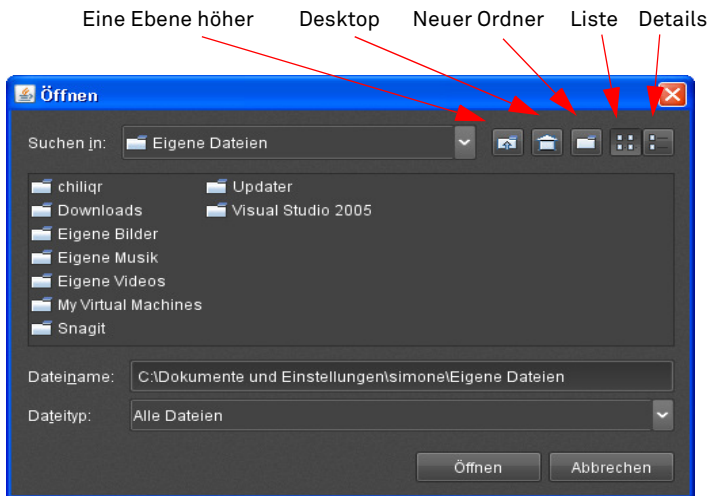 Eine Ebene höher Desktop Neuer Ordner Liste Details
Öffnen
Suchen in: Eigene Dateien
chiliqr Updater
Downloads Visual Studio 2005
Eigene Bilder
Eigene Musik
Eigene Videos
My Virtual Machines
Snagit
Dateiname: C:\Dokumente und Einstellungen\simone\Eigene Dateien
Dateityp: Alle Dateien
Öffnen Abbrechen